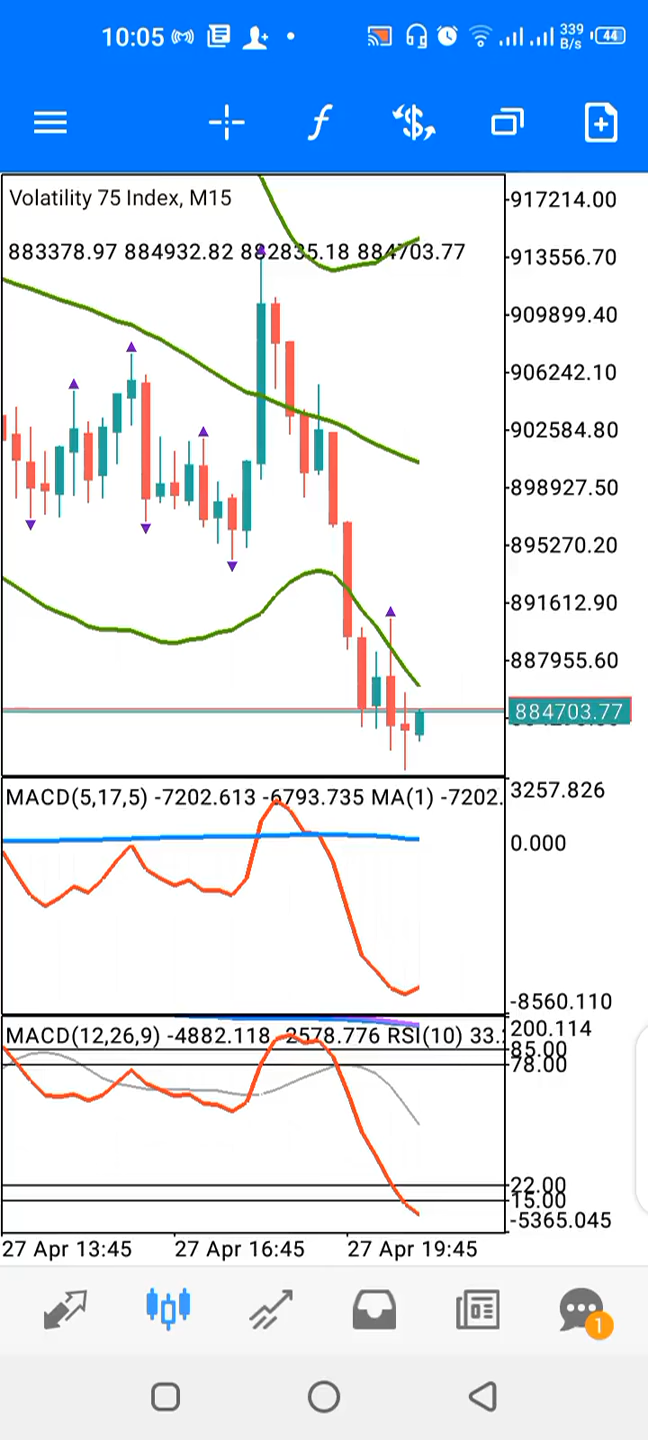 10:05
339
B/s
44
Volatility 75 Index, M15
883378.97 884932.82 882835.18 884703.77
917214.00
913556.70
909899.40
906242.10
902584.80
898927.50
895270.20
891612.90
887955.60
884703.77
MACD(5,17,5) -7202.613 -6793.735 MA(1) -7202.
3257.826
0.000
-8560.110
MACD(12,26,9) -4882.118 -2578.776 RSI(10) 33.
200.114
85.00
78.00
22.00
15.00
-5365.045
27 Apr 13:45
27 Apr 16:45
27 Apr 19:45
1